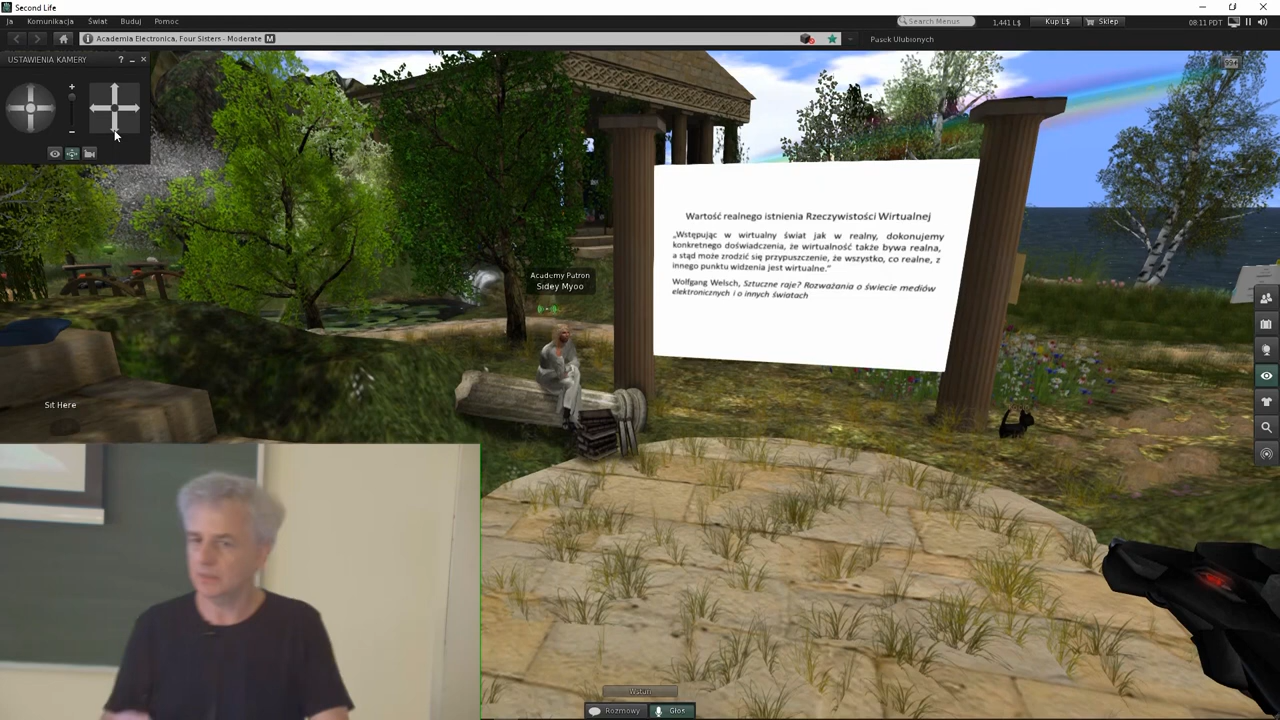 Second Life
Ja Komunikacja Świat Buduj Pomoc
Search Menus
1,441 L$
Kup L$
Sklep
08:11 PDT
Academia Electronica, Four Sisters - Moderate M
Pasek Ulubionych
USTAWIENIA KAMERY
99+
Wartość realnego istnienia Rzeczywistości Wirtualnej
„Wstępując w wirtualny świat jak w realny, dokonujemy
konkretnego doświadczenia, że wirtualność także bywa realna,
a stąd może zrodzić się przypuszczenie, że wszystko, co realne, z
innego punktu widzenia jest wirtualne.”
Wolfgang Welsch, Sztuczne raje? Rozważania o świecie mediów
elektronicznych i o innych światach
Academy Patron
Sidey Myoo
Sit Here
Wstań
Rozmowy
Głos